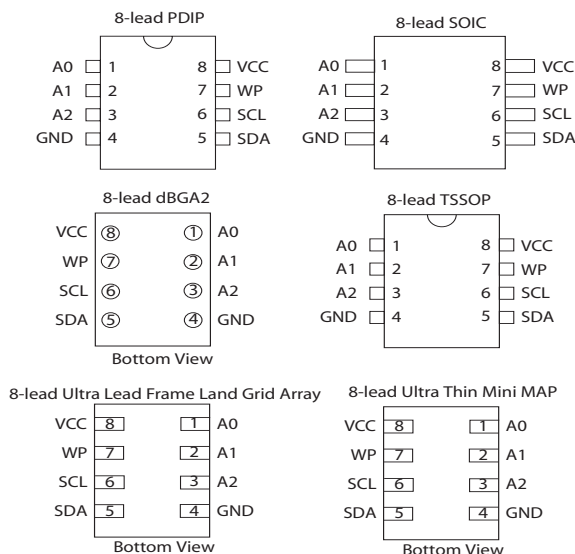 8-lead PDIP
A0 1 8 VCC
A1 2 7 WP
A2 3 6 SCL
GND 4 5 SDA
8-lead SOIC
A0 1 8 VCC
A1 2 7 WP
A2 3 6 SCL
GND 4 5 SDA
8-lead dBGA2
VCC 8 1 A0
WP 7 2 A1
SCL 6 3 A2
SDA 5 4 GND
Bottom View
8-lead TSSOP
A0 1 8 VCC
A1 2 7 WP
A2 3 6 SCL
GND 4 5 SDA
8-lead Ultra Lead Frame Land Grid Array
VCC 8 1 A0
WP 7 2 A1
SCL 6 3 A2
SDA 5 4 GND
Bottom View
8-lead Ultra Thin Mini MAP
VCC 8 1 A0
WP 7 2 A1
SCL 6 3 A2
SDA 5 4 GND
Bottom View